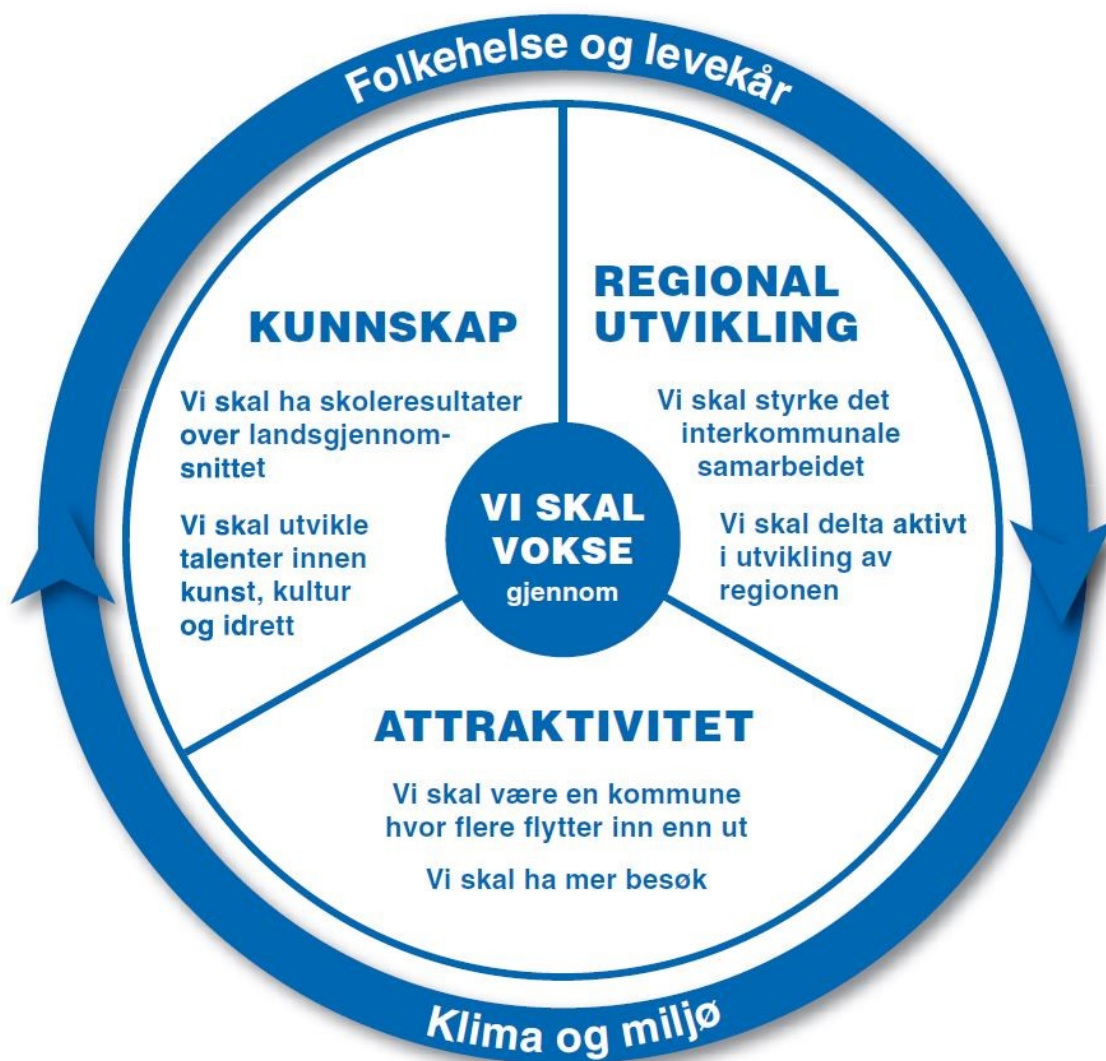 Folkehelse og levekår
KUNNSKAP
Vi skal ha skoleresultater
over landsgjennom-
snittet
Vi skal utvikle
talenter innen
kunst, kultur
og idrett
REGIONAL
UTVIKLING
Vi skal styrke det
interkommunale
samarbeidet
Vi skal delta aktivt
i utvikling av
regionen
VI SKAL
VOKSE
gjennom
ATTRAKTIVITET
Vi skal være en kommune
hvor flere flytter inn enn ut
Vi skal ha mer besøk
Klima og miljø